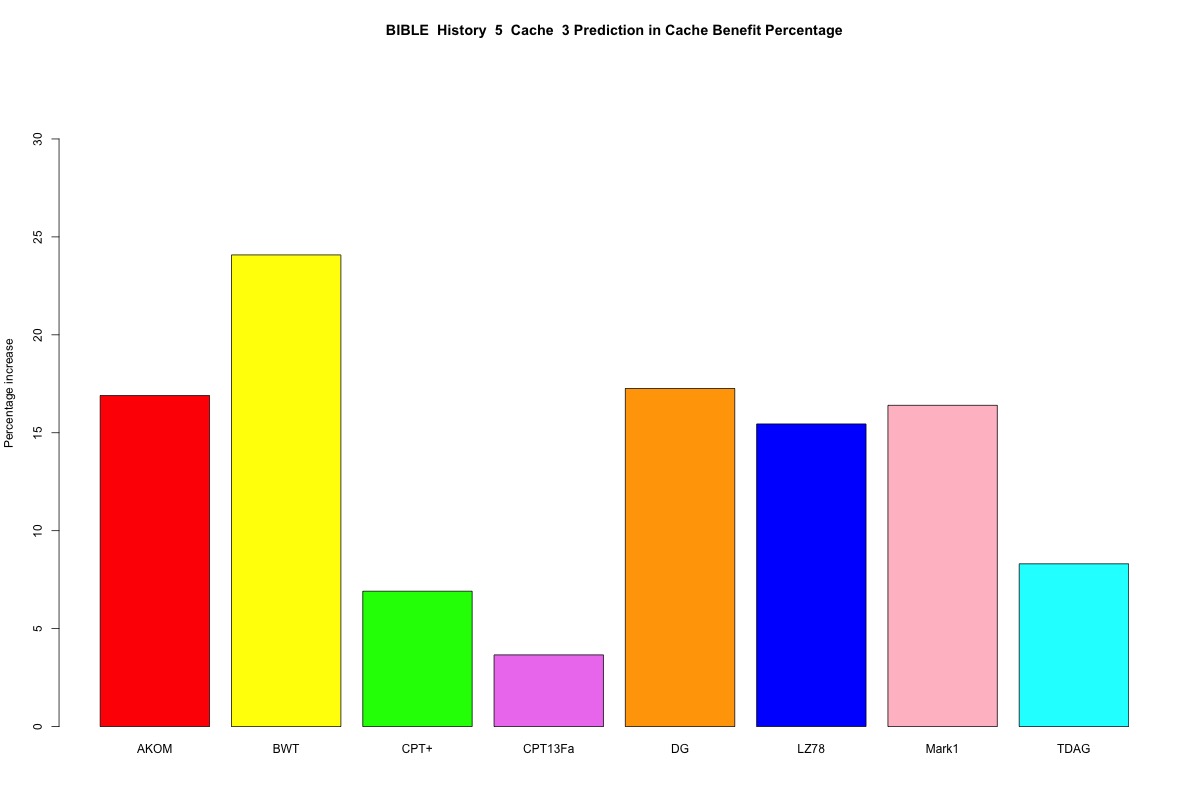 BIBLE  History  5  Cache  3 Prediction in Cache Benefit Percentage
Percentage increase
30
25
20
15
10
5
0
AKOM BWT CPT+ CPT13Fa DG LZ78 Mark1 TDAG